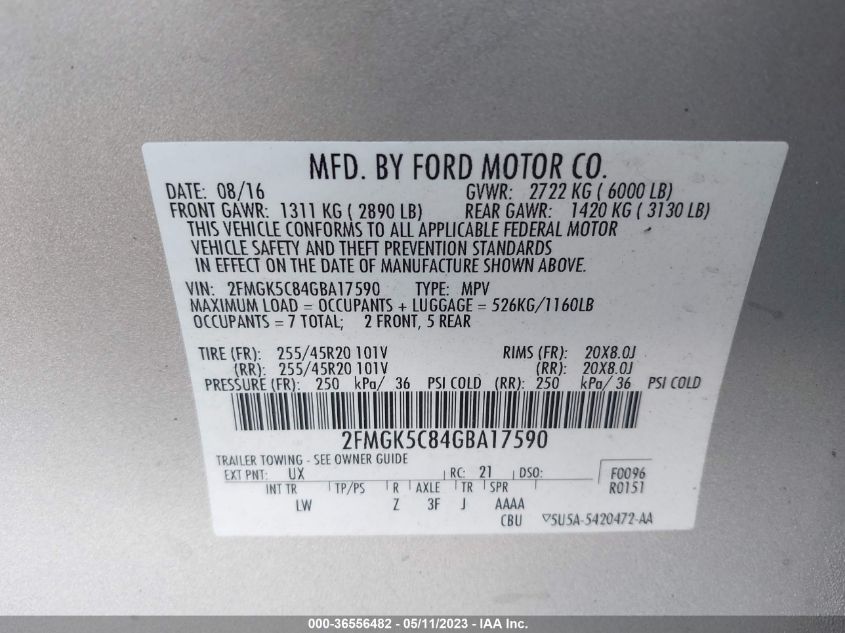 MFD. BY FORD MOTOR CO.
DATE: 08/16 GVWR: 2722 KG ( 6000 LB)
FRONT GAWR: 1311 KG ( 2890 LB) REAR GAWR: 1420 KG ( 3130 LB)
THIS VEHICLE CONFORMS TO ALL APPLICABLE FEDERAL MOTOR
VEHICLE SAFETY AND THEFT PREVENTION STANDARDS
IN EFFECT ON THE DATE OF MANUFACTURE SHOWN ABOVE.
VIN: 2FMGK5C84GBA17590 TYPE: MPV
MAXIMUM LOAD = OCCUPANTS + LUGGAGE = 526KG/1160LB
OCCUPANTS = 7 TOTAL; 2 FRONT, 5 REAR
TIRE (FR): 255/45R20 101V RIMS (FR): 20X8.0J
(RR): 255/45R20 101V (RR): 20X8.0J
PRESSURE (FR): 250 kPa/ 36 PSI COLD (RR): 250 kPa/ 36 PSI COLD
2FMGK5C84GBA17590
TRAILER TOWING - SEE OWNER GUIDE
EXT PNT: UX RC: 21 DSO: F0096
INT TR TP/PS R AXLE TR SPR R0151
LW Z 3F J AAAA
CBU 5U5A-5420472-AA
000-36556482 - 05/11/2023 - IAA Inc.